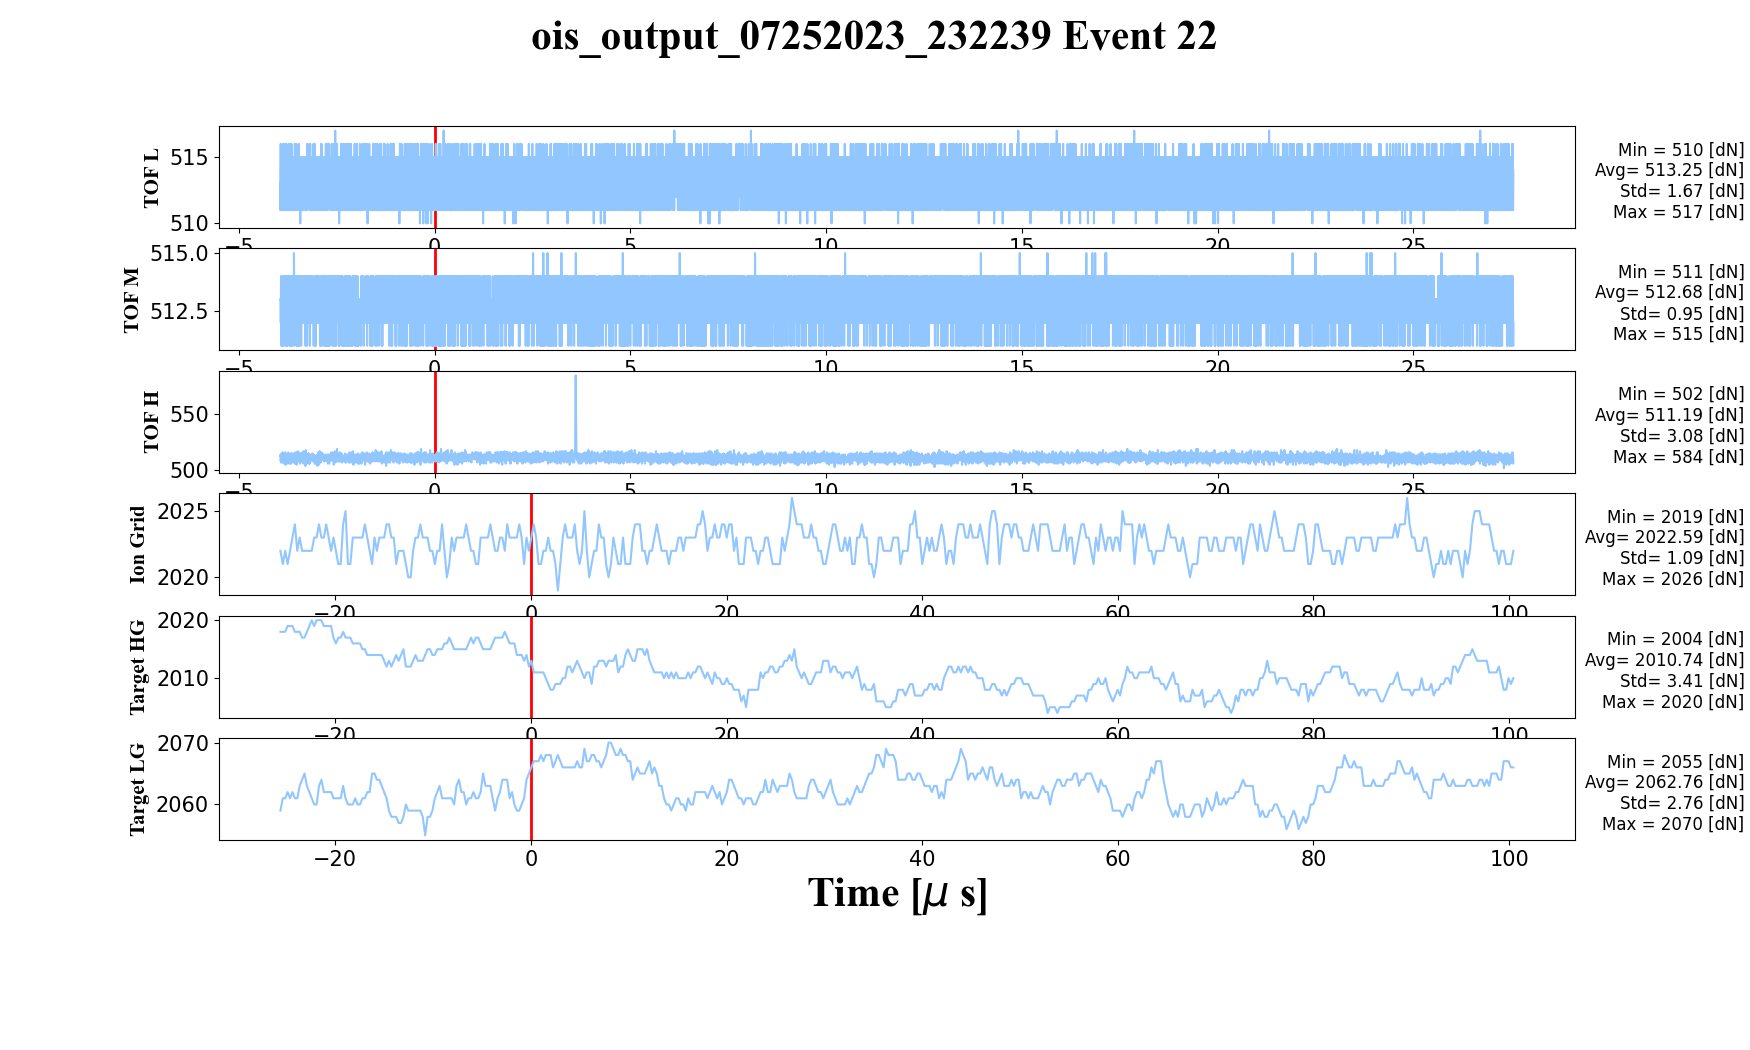 ois_output_07252023_232239 Event 22
TOF L
515
510
−5 0 5 10 15 20 25
Min = 510 [dN]
Avg= 513.25 [dN]
Std= 1.67 [dN]
Max = 517 [dN]
TOF M
515.0
512.5
−5 0 5 10 15 20 25
Min = 511 [dN]
Avg= 512.68 [dN]
Std= 0.95 [dN]
Max = 515 [dN]
TOF H
550
500
−5 0 5 10 15 20 25
Min = 502 [dN]
Avg= 511.19 [dN]
Std= 3.08 [dN]
Max = 584 [dN]
Ion Grid
2025
2020
−20 0 20 40 60 80 100
Min = 2019 [dN]
Avg= 2022.59 [dN]
Std= 1.09 [dN]
Max = 2026 [dN]
Target HG
2020
2010
−20 0 20 40 60 80 100
Min = 2004 [dN]
Avg= 2010.74 [dN]
Std= 3.41 [dN]
Max = 2020 [dN]
Target LG
2070
2060
−20 0 20 40 60 80 100
Min = 2055 [dN]
Avg= 2062.76 [dN]
Std= 2.76 [dN]
Max = 2070 [dN]
Time [μ s]